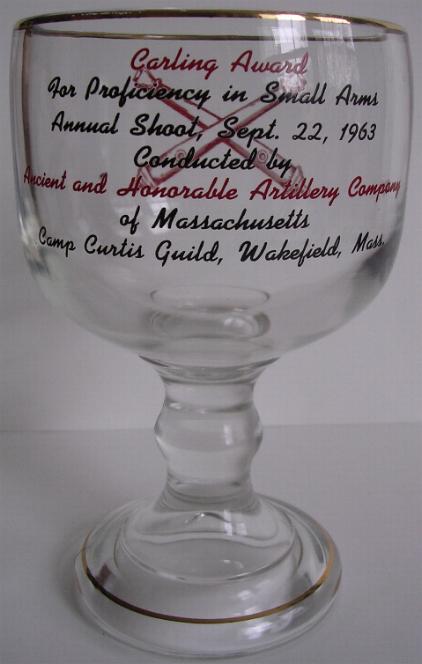 Carling Award
For Proficiency in Small Arms
Annual Shoot, Sept. 22, 1963
Conducted by
Ancient and Honorable Artillery Company
of Massachusetts
Camp Curtis Guild, Wakefield, Mass.